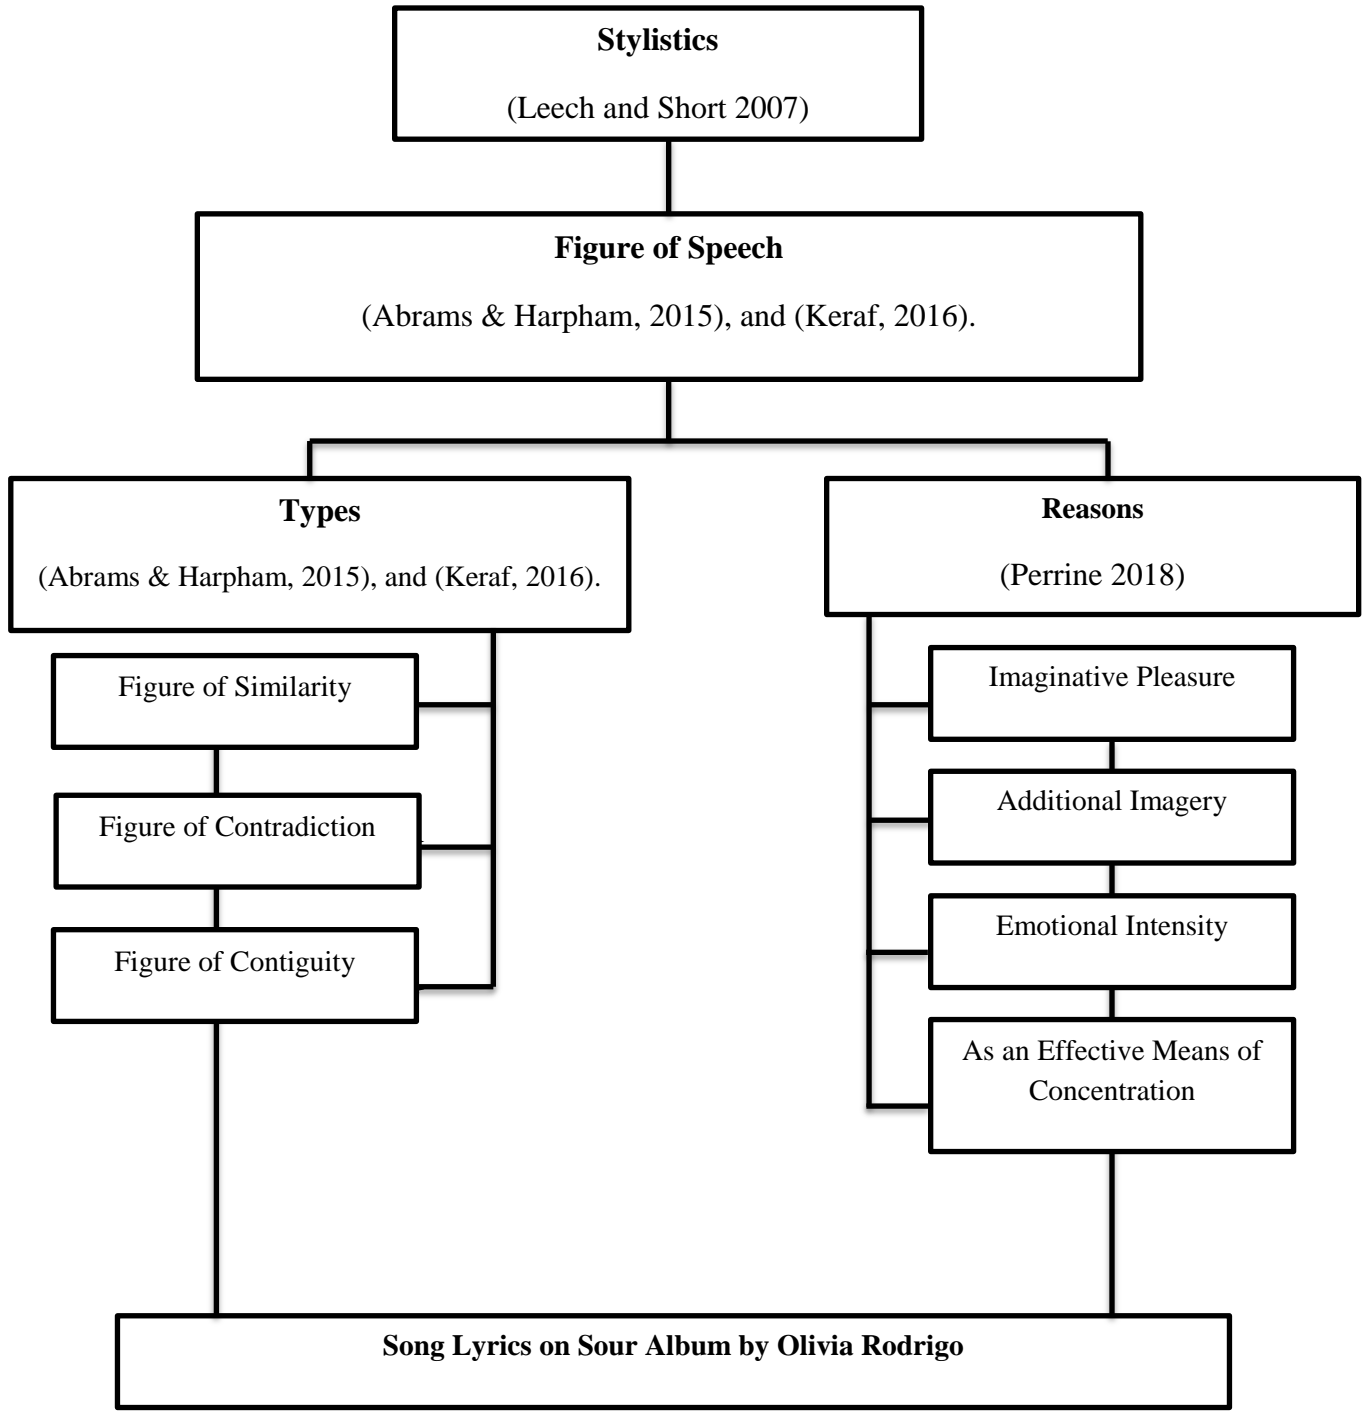 Stylistics
(Leech and Short 2007)
Figure of Speech
(Abrams & Harpham, 2015), and (Keraf, 2016).
Types
(Abrams & Harpham, 2015), and (Keraf, 2016).
Figure of Similarity
Figure of Contradiction
Figure of Contiguity
Reasons
(Perrine 2018)
Imaginative Pleasure
Additional Imagery
Emotional Intensity
As an Effective Means of
Concentration
Song Lyrics on Sour Album by Olivia Rodrigo